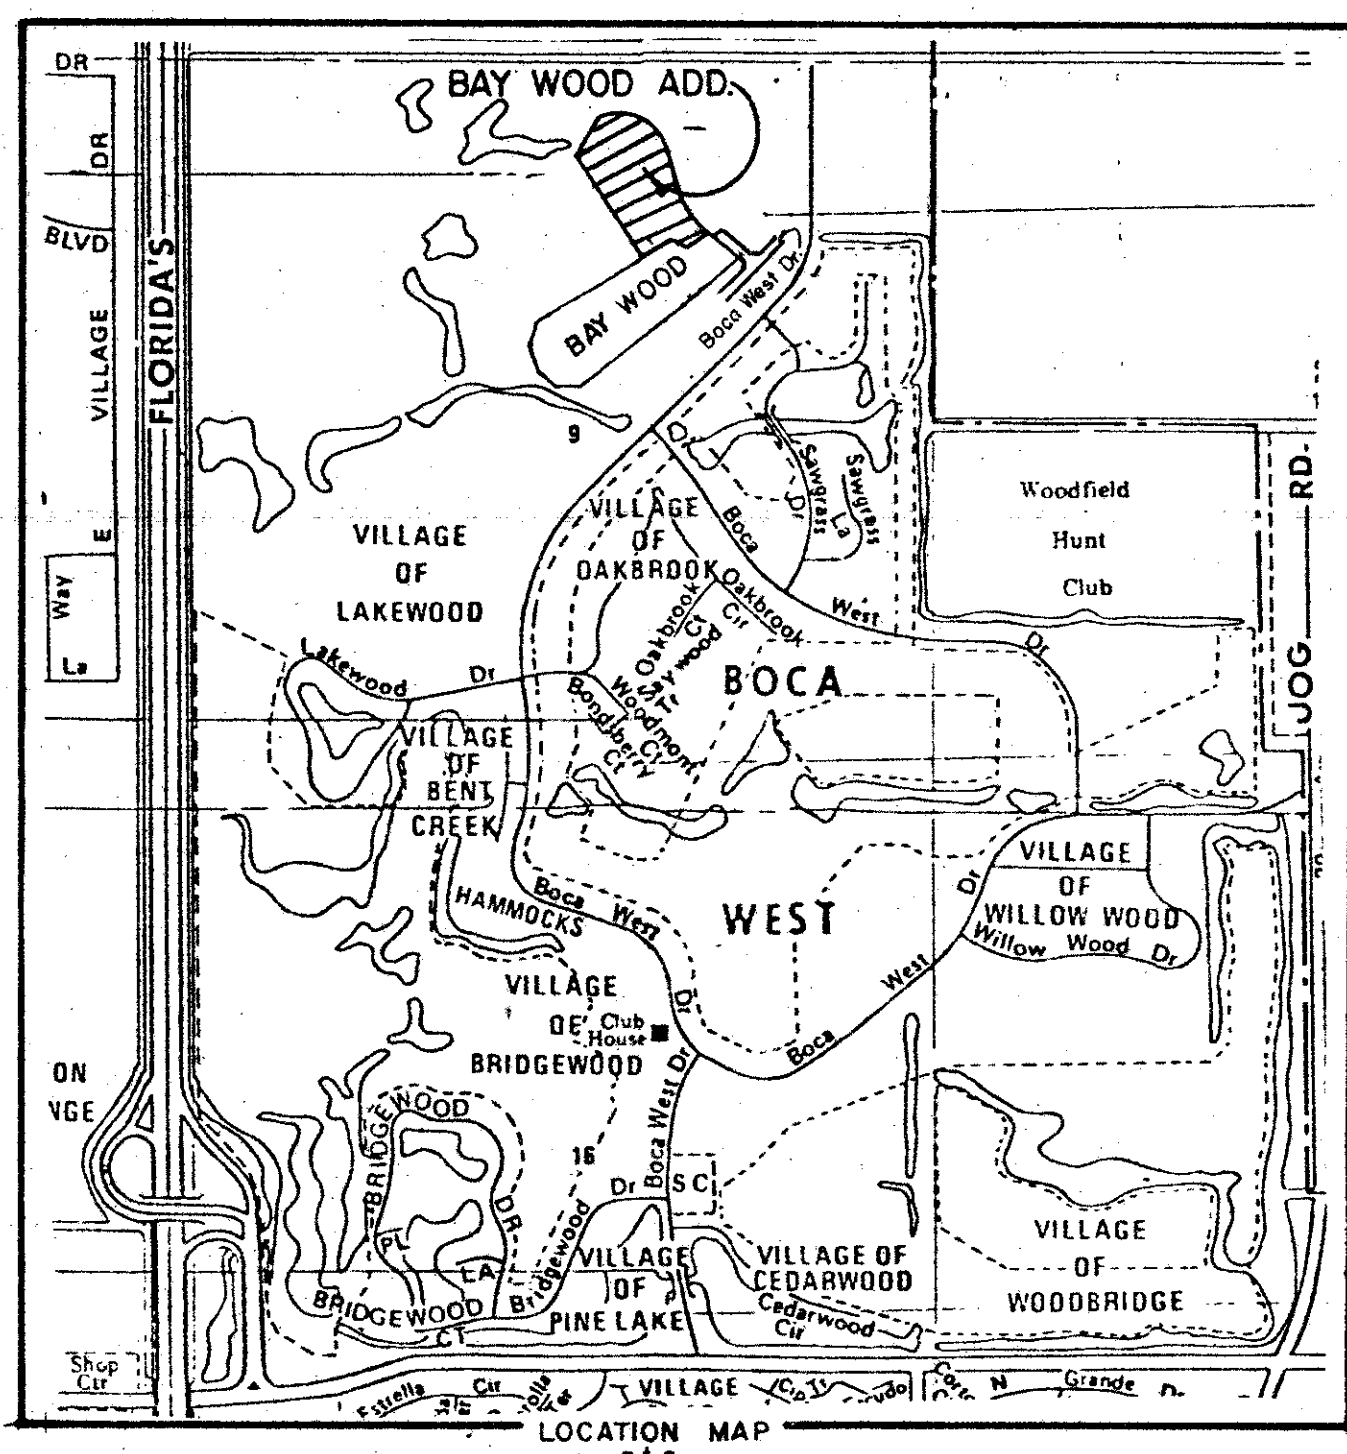 DR
BAY WOOD ADD.
DR
BLVD
VILLAGE
E
FLORIDA'S
BAY WOOD
Boca West Dr
9
Dr
Boca
West
Dr
Sawgrass
Dr
Sawgrass
La
Woodfield
Hunt
Club
JOG RD.
VILLAGE
OF
LAKEWOOD
VILLAGE
OF
OAKBROOK
Oakbrook
Cir
Oakbrook
Ct
Way
La
Lakewood
Dr
Woodmont
Ct
Bondsberry
Ct
BOCA
WEST
VILLAGE
OF
BENT
CREEK
HAMMOCKS
Boca
West
Dr
VILLAGE
OF
WILLOW WOOD
Willow Wood Dr
Dr
West
Boca
VILLAGE
OF
BRIDGEWOOD
Club
House
Boca West Dr
ON
NGE
BRIDGEWOOD
DR
PL
LA
BRIDGEWOOD
CT
16
Bridgewood
Dr
S C
VILLAGE
OF
PINE LAKE
VILLAGE OF
CEDARWOOD
Cedarwood
Cir
VILLAGE
OF
WOODBRIDGE
Shop
Ctr
Estrella
Cir
VILLAGE
N
Grande
LOCATION MAP